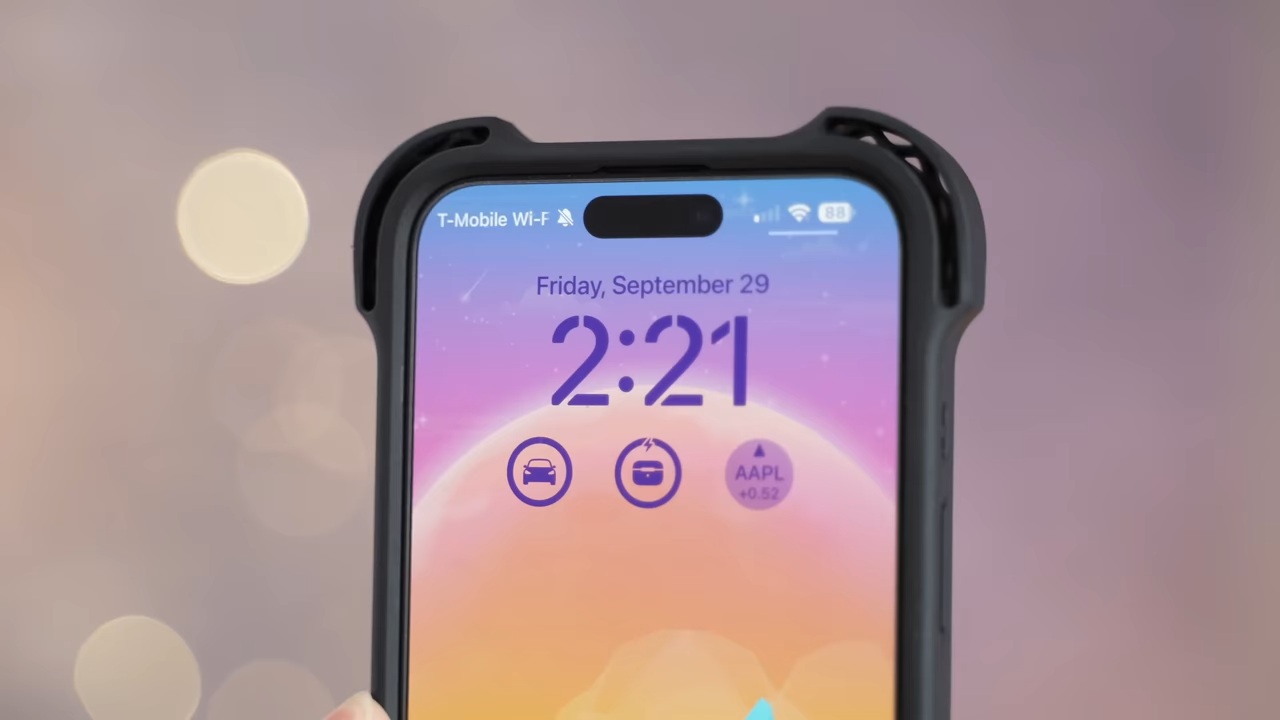 T-Mobile Wi-F
88
Friday, September 29
2:21
AAPL
+0.52